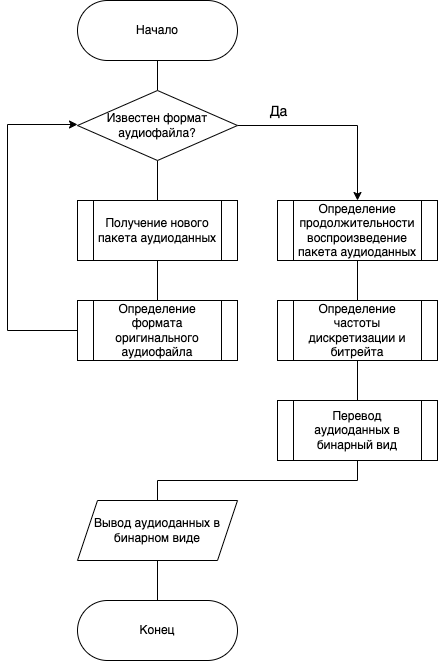 Начало
Известен формат
аудиофайла?
Да
Получение нового
пакета аудиоданных
Определение
продолжительности
воспроизведение
пакета аудиоданных
Определение
формата
оригинального
аудиофайла
Определение
частоты
дискретизации и
битрейта
Перевод
аудиоданных в
бинарный вид
Вывод аудиоданных в
бинарном виде
Конец